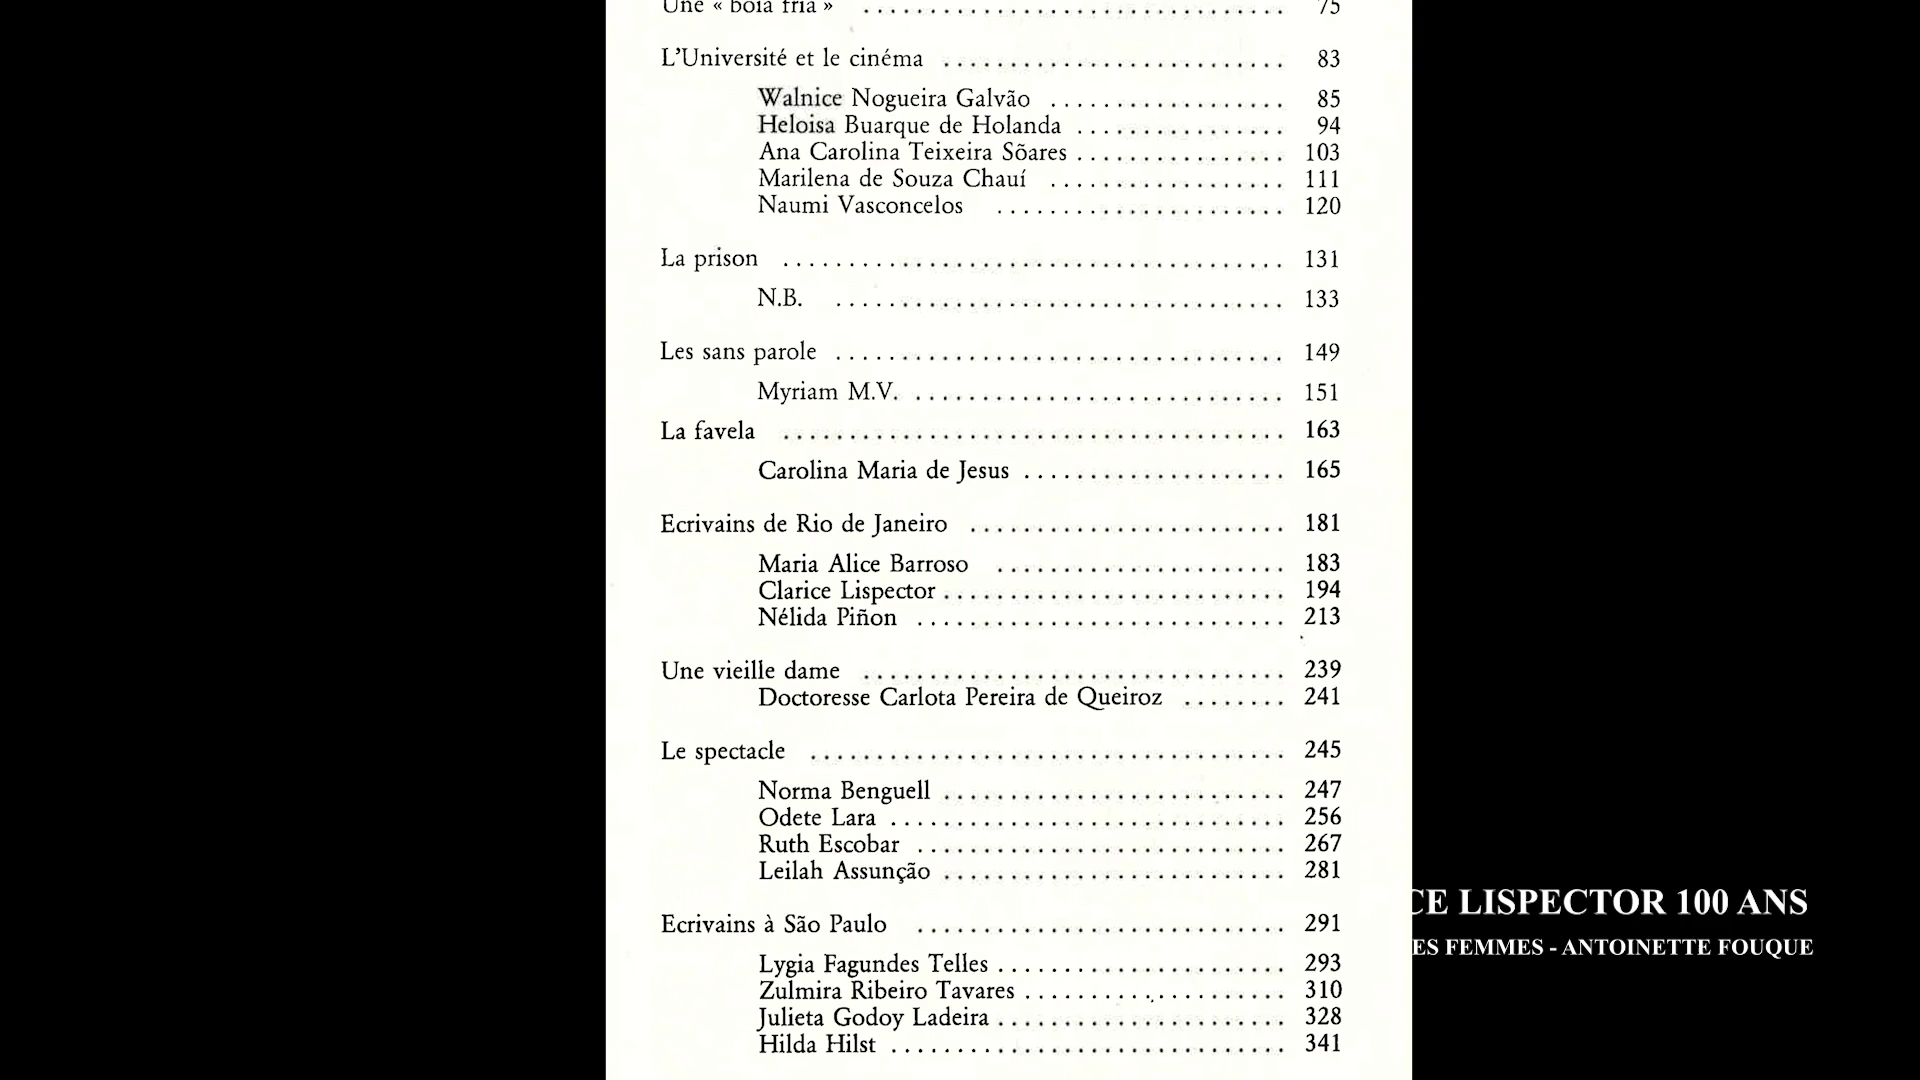 Une « boia fria » . . . . . . . . . . . . . . . . . . . . . . . . . . . . . . . . 75
L'Université et le cinéma . . . . . . . . . . . . . . . . . . . . . . . . . . 83
Walnice Nogueira Galvão . . . . . . . . . . . . . . . . . . 85
Heloisa Buarque de Holanda . . . . . . . . . . . . . . . . 94
Ana Carolina Teixeira Sõares . . . . . . . . . . . . . . . . 103
Marilena de Souza Chauí . . . . . . . . . . . . . . . . . . 111
Naumi Vasconcelos . . . . . . . . . . . . . . . . . . . . . . 120
La prison . . . . . . . . . . . . . . . . . . . . . . . . . . . . . . . . . . . . . . 131
N.B. . . . . . . . . . . . . . . . . . . . . . . . . . . . . . . . . . . 133
Les sans parole . . . . . . . . . . . . . . . . . . . . . . . . . . . . . . . . . . 149
Myriam M.V. . . . . . . . . . . . . . . . . . . . . . . . . . . . . 151
La favela . . . . . . . . . . . . . . . . . . . . . . . . . . . . . . . . . . . . . . 163
Carolina Maria de Jesus . . . . . . . . . . . . . . . . . . . . 165
Ecrivains de Rio de Janeiro . . . . . . . . . . . . . . . . . . . . . . . . 181
Maria Alice Barroso . . . . . . . . . . . . . . . . . . . . . . 183
Clarice Lispector . . . . . . . . . . . . . . . . . . . . . . . . . . 194
Nélida Piñon . . . . . . . . . . . . . . . . . . . . . . . . . . . . 213
Une vieille dame . . . . . . . . . . . . . . . . . . . . . . . . . . . . . . . . 239
Doctoresse Carlota Pereira de Queiroz . . . . . . . . 241
Le spectacle . . . . . . . . . . . . . . . . . . . . . . . . . . . . . . . . . . . . 245
Norma Benguell . . . . . . . . . . . . . . . . . . . . . . . . . . 247
Odete Lara . . . . . . . . . . . . . . . . . . . . . . . . . . . . . . 256
Ruth Escobar . . . . . . . . . . . . . . . . . . . . . . . . . . . . 267
Leilah Assunção . . . . . . . . . . . . . . . . . . . . . . . . . . 281
Ecrivains à São Paulo . . . . . . . . . . . . . . . . . . . . . . . . . . . . 291
Lygia Fagundes Telles . . . . . . . . . . . . . . . . . . . . . . 293
Zulmira Ribeiro Tavares . . . . . . . . . . . . . . . . . . . . 310
Julieta Godoy Ladeira . . . . . . . . . . . . . . . . . . . . . . 328
Hilda Hilst . . . . . . . . . . . . . . . . . . . . . . . . . . . . . . 341
CE LISPECTOR 100 ANS
ES FEMMES - ANTOINETTE FOUQUE